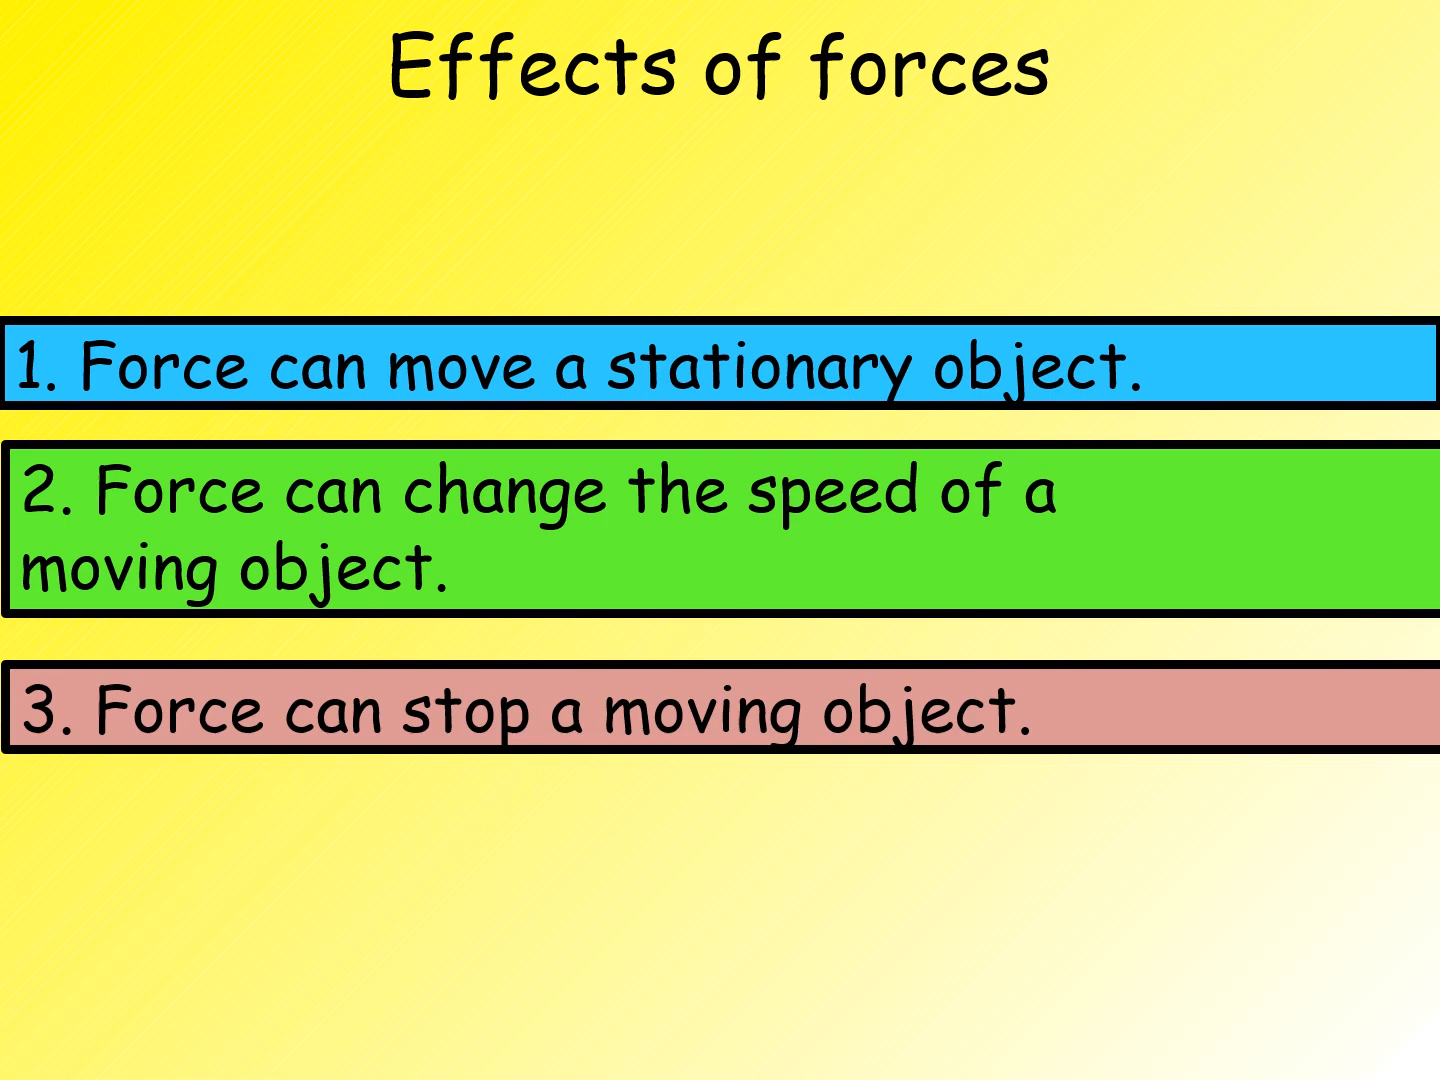 Effects of forces
1. Force can move a stationary object.
2. Force can change the speed of a
moving object.
3. Force can stop a moving object.